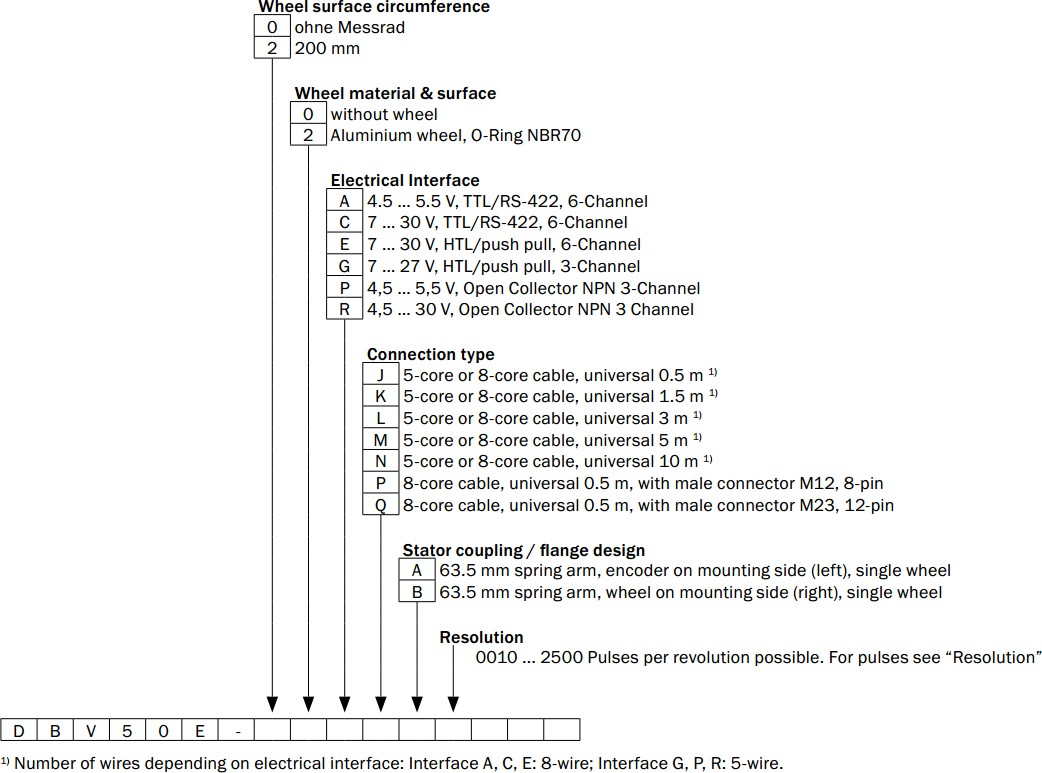 Wheel surface circumference
0 ohne Messrad
2 200 mm
Wheel material & surface
0 without wheel
2 Aluminium wheel, O-Ring NBR70
Electrical Interface
A 4.5 ... 5.5 V, TTL/RS-422, 6-Channel
C 7 ... 30 V, TTL/RS-422, 6-Channel
E 7 ... 30 V, HTL/push pull, 6-Channel
G 7 ... 27 V, HTL/push pull, 3-Channel
P 4,5 ... 5,5 V, Open Collector NPN 3-Channel
R 4,5 ... 30 V, Open Collector NPN 3 Channel
Connection type
J 5-core or 8-core cable, universal 0.5 m ¹⁾
K 5-core or 8-core cable, universal 1.5 m ¹⁾
L 5-core or 8-core cable, universal 3 m ¹⁾
M 5-core or 8-core cable, universal 5 m ¹⁾
N 5-core or 8-core cable, universal 10 m ¹⁾
P 8-core cable, universal 0.5 m, with male connector M12, 8-pin
Q 8-core cable, universal 0.5 m, with male connector M23, 12-pin
Stator coupling / flange design
A 63.5 mm spring arm, encoder on mounting side (left), single wheel
B 63.5 mm spring arm, wheel on mounting side (right), single wheel
Resolution
0010 ... 2500 Pulses per revolution possible. For pulses see “Resolution”
D B V 5 0 E -
¹⁾ Number of wires depending on electrical interface: Interface A, C, E: 8-wire; Interface G, P, R: 5-wire.